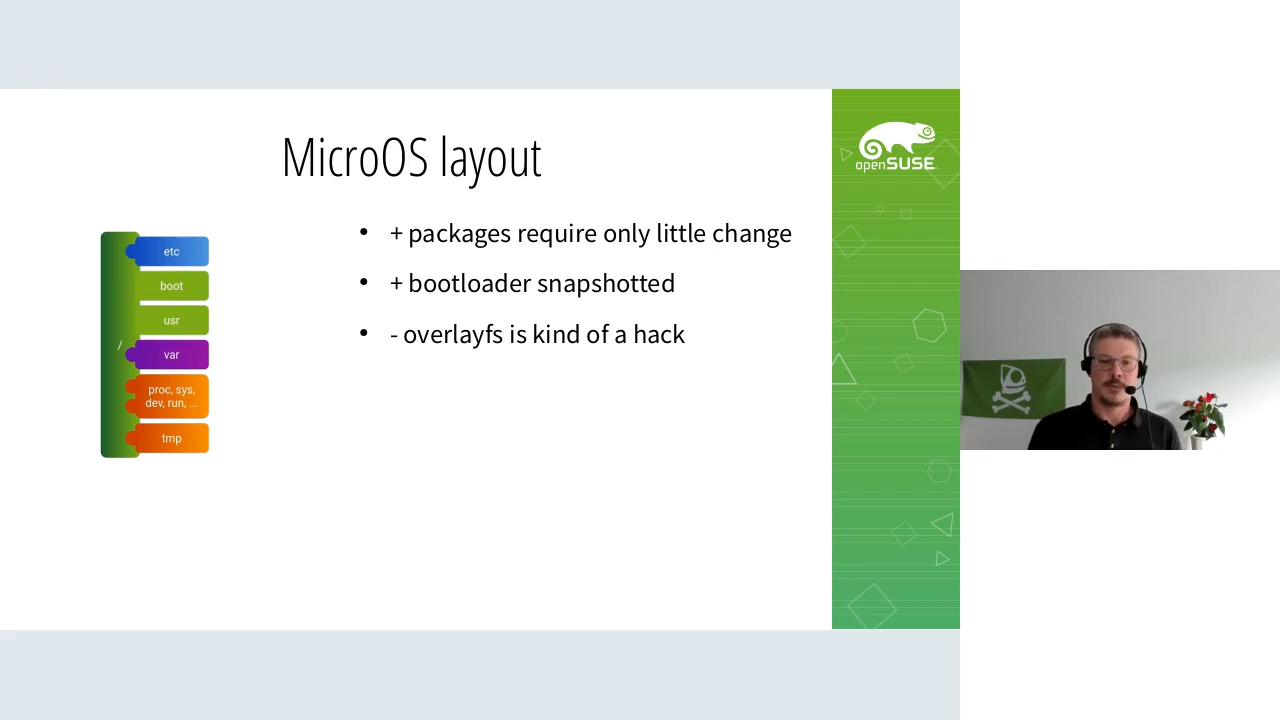 MicroOS layout
openSUSE
• + packages require only little change
• + bootloader snapshotted
• - overlayfs is kind of a hack
/
etc
boot
usr
var
proc, sys,
dev, run, ...
tmp